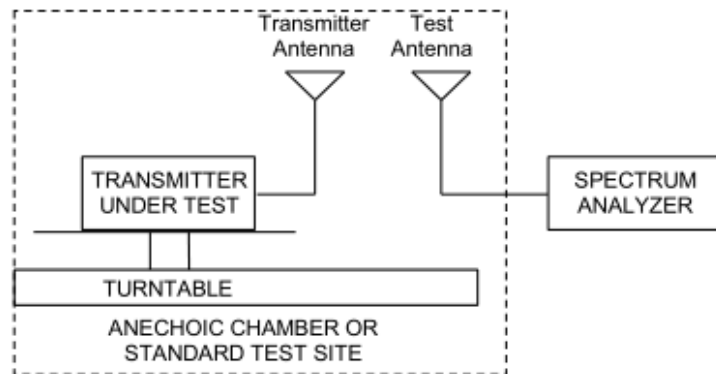 Transmitter
Antenna
Test
Antenna
TRANSMITTER
UNDER TEST
SPECTRUM
ANALYZER
TURNTABLE
ANECHOIC CHAMBER OR
STANDARD TEST SITE